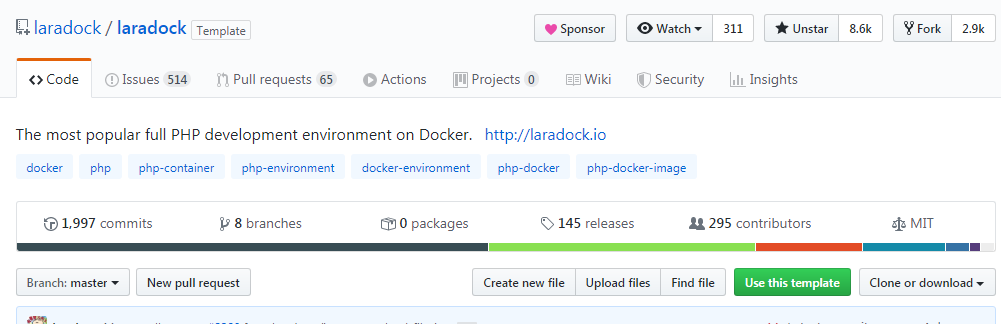 laradock / laradock Template Sponsor Watch 311 Unstar 8.6k Fork 2.9k
Code Issues 514 Pull requests 65 Actions Projects 0 Wiki Security Insights
The most popular full PHP development environment on Docker. http://laradock.io
docker php php-container php-environment docker-environment php-docker php-docker-image
1,997 commits 8 branches 0 packages 145 releases 295 contributors MIT
Branch: master New pull request Create new file Upload files Find file Use this template Clone or download